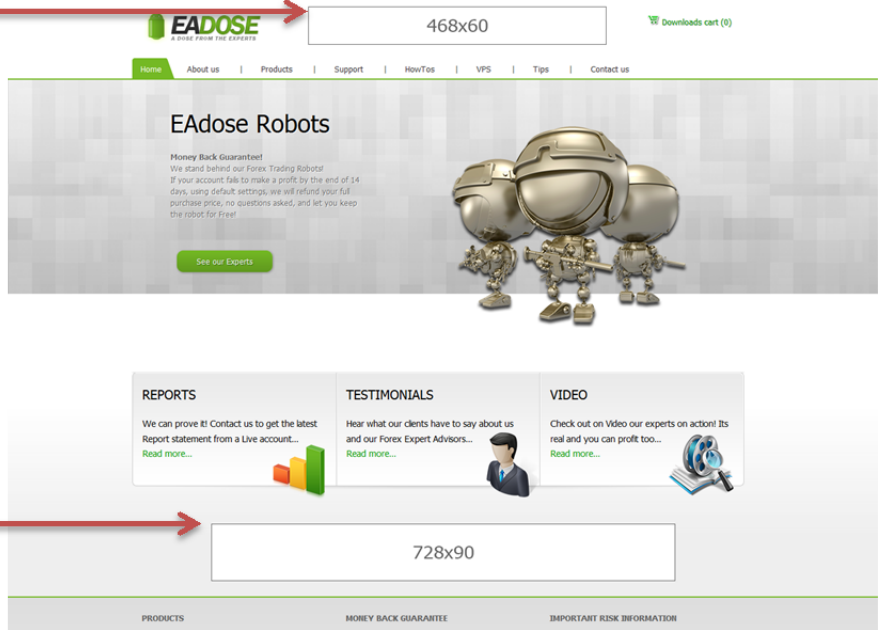 EADOSE
A DOSE FROM THE EXPERTS
468x60
Downloads cart (0)
Home About us | Products | Support | HowTos | VPS | Tips | Contact us
EAdose Robots
Money Back Guarantee!
We stand behind our Forex Trading Robots!
If your account fails to make a profit by the end of 14
days, using default settings, we will refund your full
purchase price, no questions asked, and let you keep
the robot for Free!
See our Experts
REPORTS
We can prove it! Contact us to get the latest
Report statement from a Live account...
Read more...
TESTIMONIALS
Hear what our clients have to say about us
and our Forex Expert Advisors...
Read more...
VIDEO
Check out on Video our experts on action! Its
real and you can profit too...
Read more...
728x90
PRODUCTS
MONEY BACK GUARANTEE
IMPORTANT RISK INFORMATION